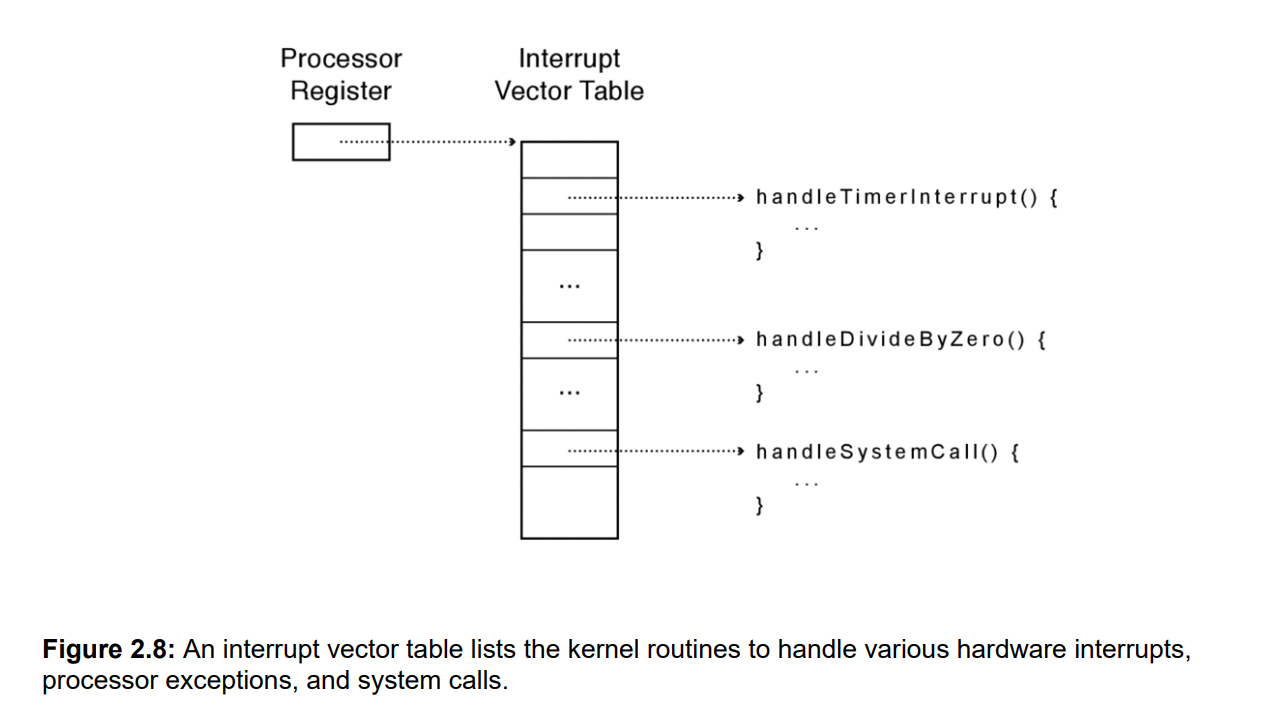 Processor
Register
Interrupt
Vector Table
handleTimerInterrupt() {
...
}
...
handleDivideByZero() {
...
}
...
handleSystemCall() {
...
}
Figure 2.8: An interrupt vector table lists the kernel routines to handle various hardware interrupts,
processor exceptions, and system calls.